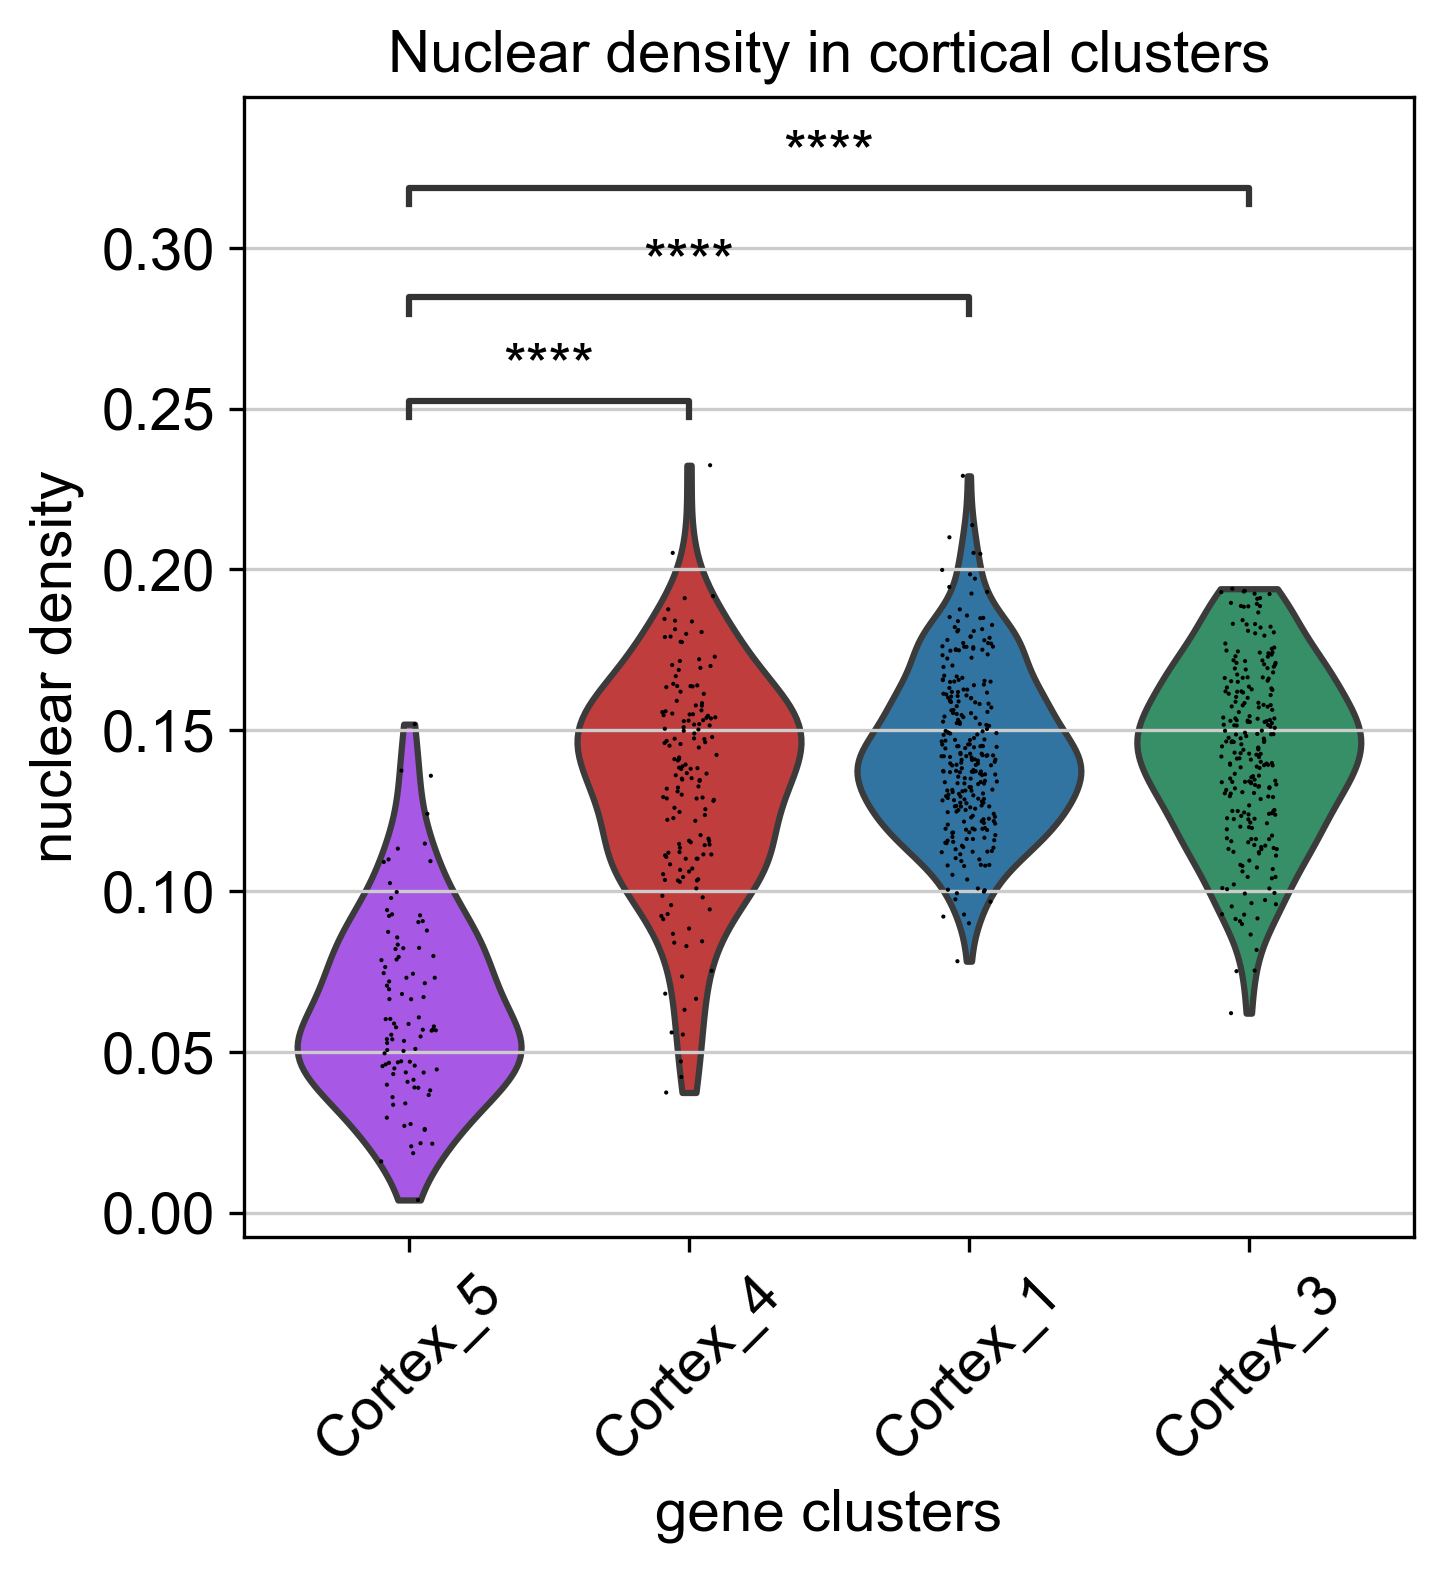 Nuclear density in cortical clusters
****
****
****
0.30
0.25
0.20
0.15
0.10
0.05
0.00
nuclear density
Cortex_5
Cortex_4
Cortex_1
Cortex_3
gene clusters